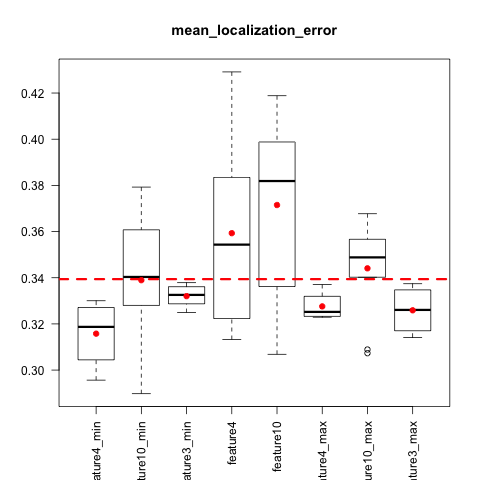 mean_localization_error
0.42
0.40
0.38
0.36
0.34
0.32
0.30
ature4_min
ture10_min
ature3_min
feature4
feature10
ature4_max
ture10_max
ture3_max